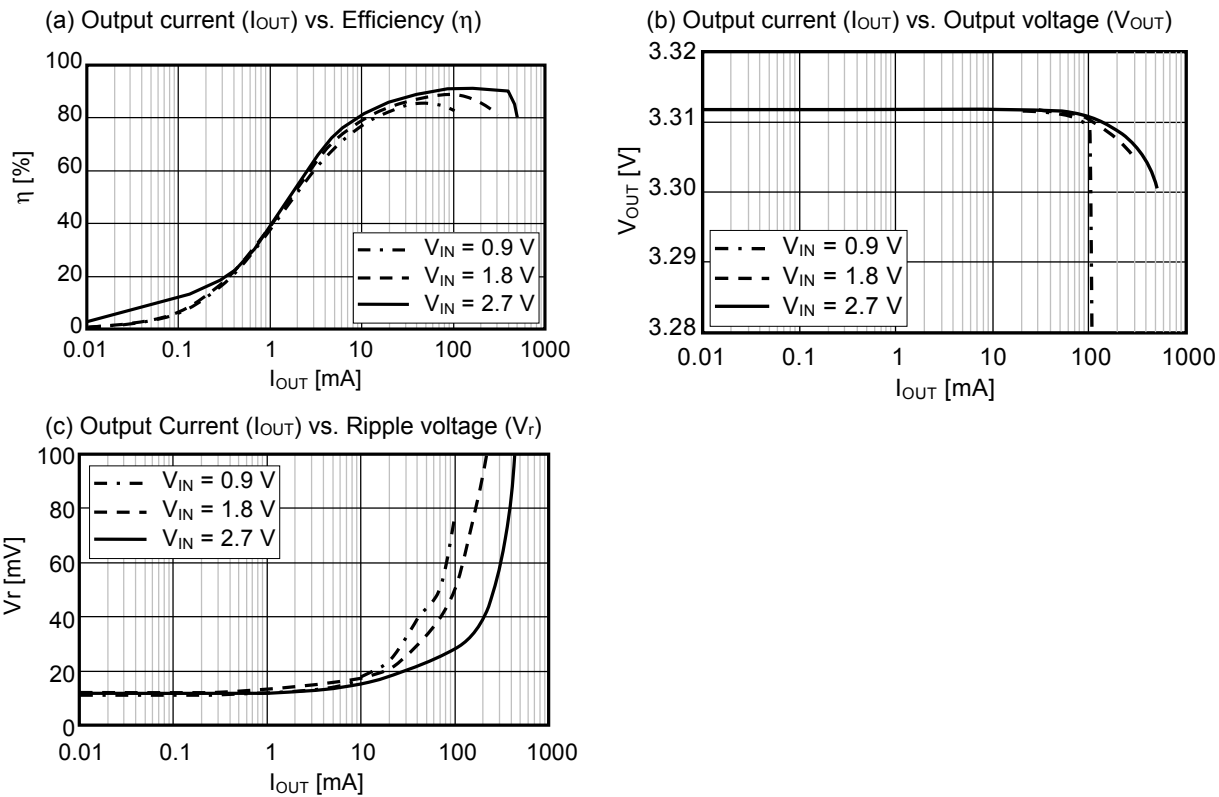 (a) Output current (IOUT) vs. Efficiency (η)
100
80
60
40
20
0
η [%]
VIN = 0.9 V
VIN = 1.8 V
VIN = 2.7 V
0.01 0.1 1 10 100 1000
IOUT [mA]
(b) Output current (IOUT) vs. Output voltage (VOUT)
3.32
3.31
3.30
3.29
3.28
VOUT [V]
VIN = 0.9 V
VIN = 1.8 V
VIN = 2.7 V
0.01 0.1 1 10 100 1000
IOUT [mA]
(c) Output Current (IOUT) vs. Ripple voltage (Vr)
100
80
60
40
20
0
Vr [mV]
VIN = 0.9 V
VIN = 1.8 V
VIN = 2.7 V
0.01 0.1 1 10 100 1000
IOUT [mA]